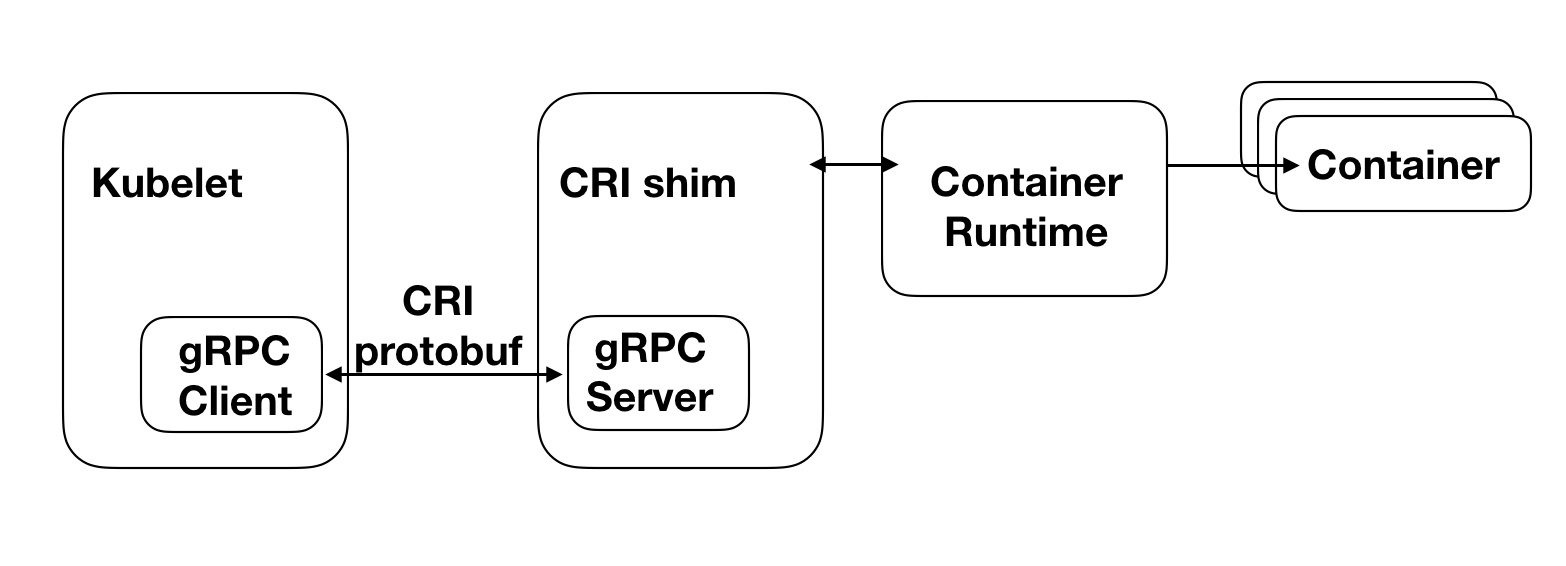 Kubelet
gRPC
Client
CRI
protobuf
CRI shim
gRPC
Server
Container
Runtime
Container